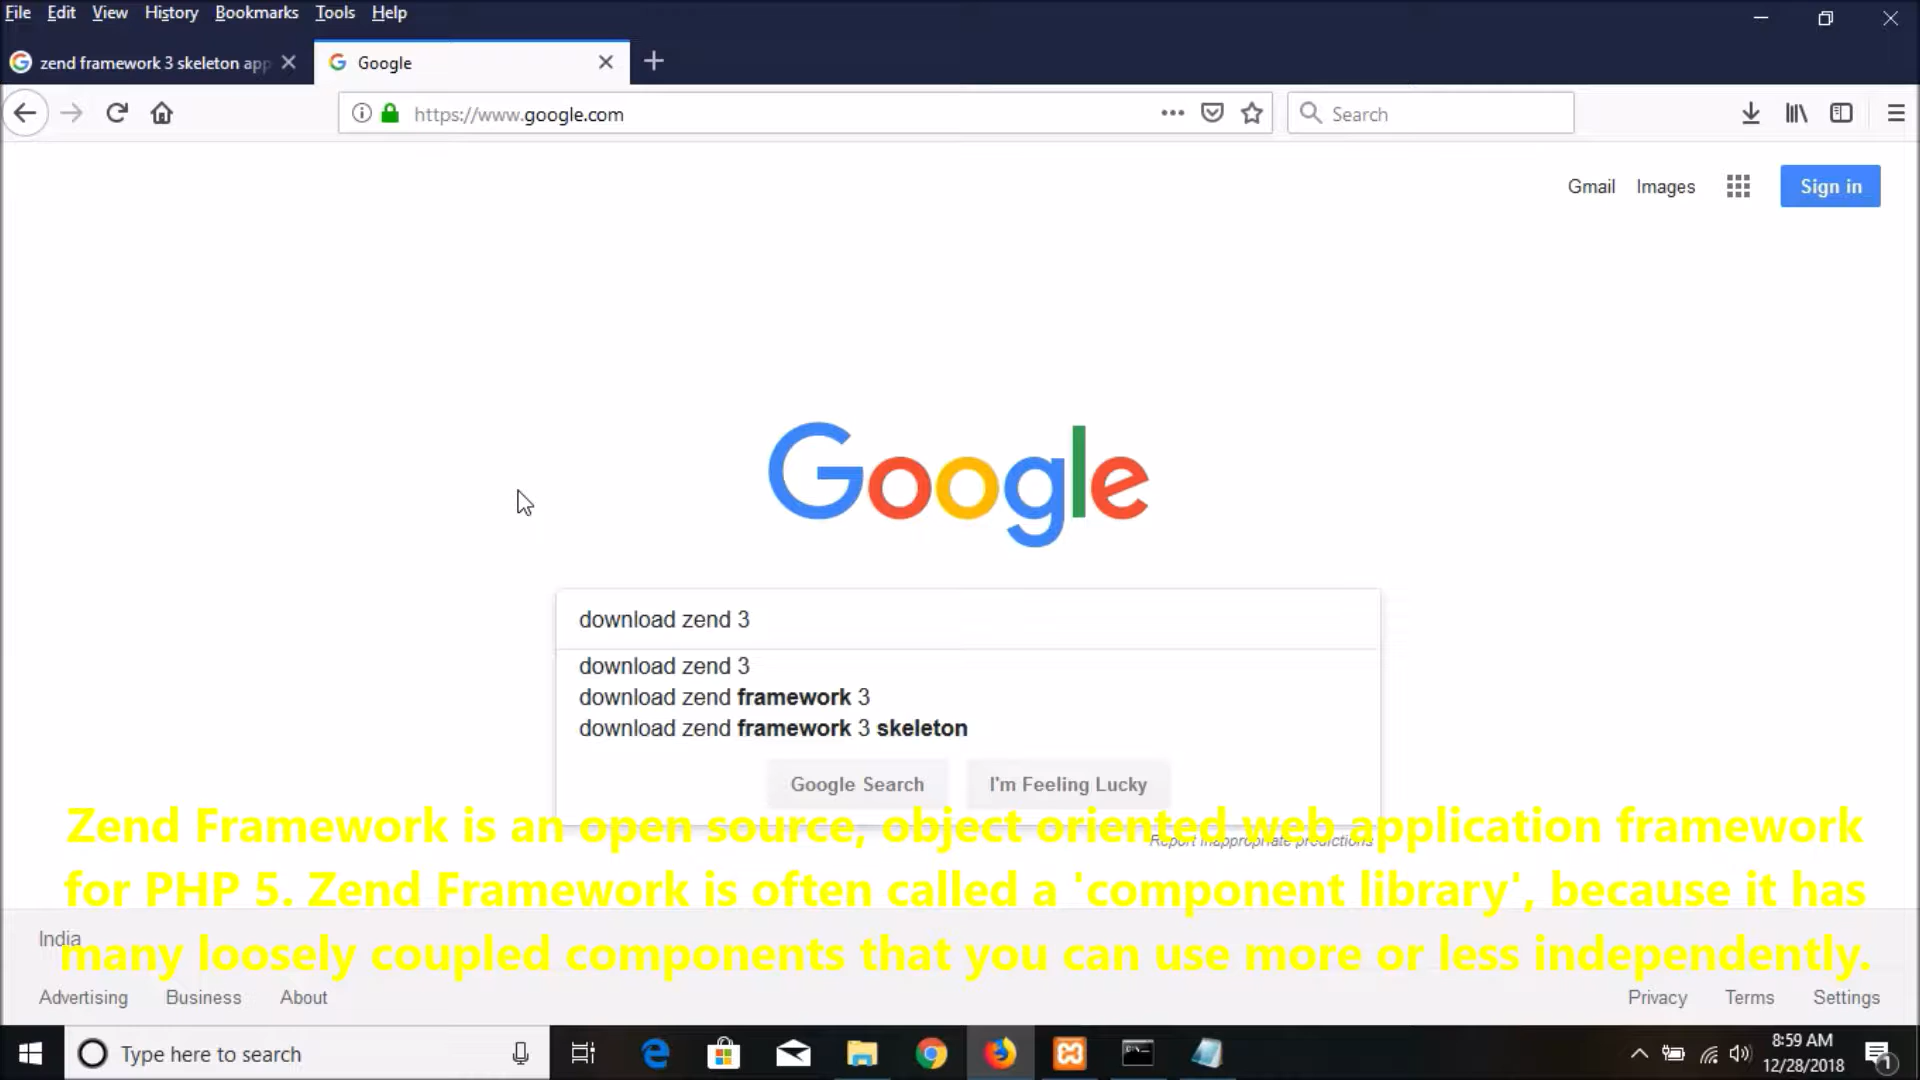 File Edit View History Bookmarks Tools Help
zend framework 3 skeleton app
Google
https://www.google.com
Search
Gmail Images Sign in
Google
download zend 3
download zend 3
download zend framework 3
download zend framework 3 skeleton
Google Search I'm Feeling Lucky
Report inappropriate predictions
Zend Framework is an open source, object oriented web application framework
for PHP 5. Zend Framework is often called a 'component library', because it has
many loosely coupled components that you can use more or less independently.
India
Advertising Business About Privacy Terms Settings
Type here to search
8:59 AM
12/28/2018
1